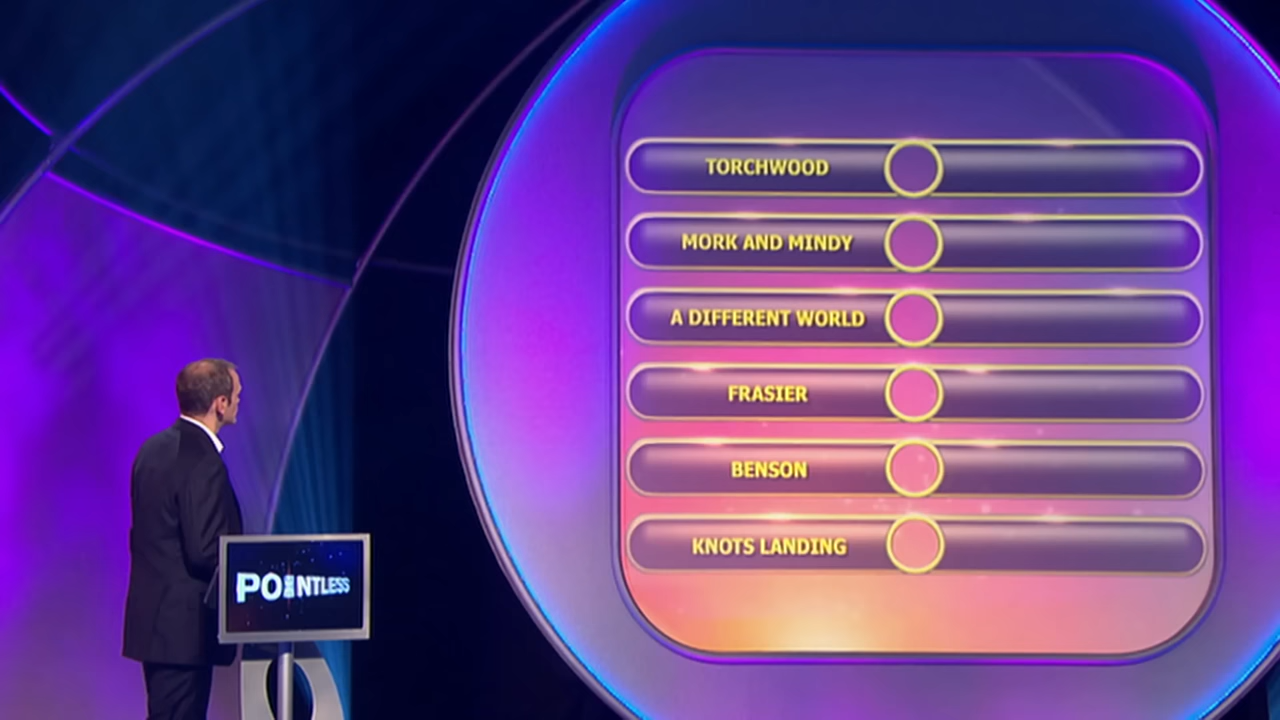 TORCHWOOD
MORK AND MINDY
A DIFFERENT WORLD
FRASIER
BENSON
KNOTS LANDING
POINTLESS